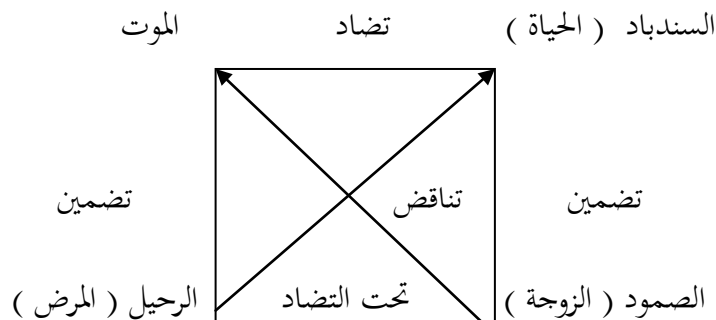 السندباد ( الحياة ) تضاد الموت
تضمين تناقض تضمين
الصمود ( الزوجة ) تحت التضاد الرحيل ( المرض )